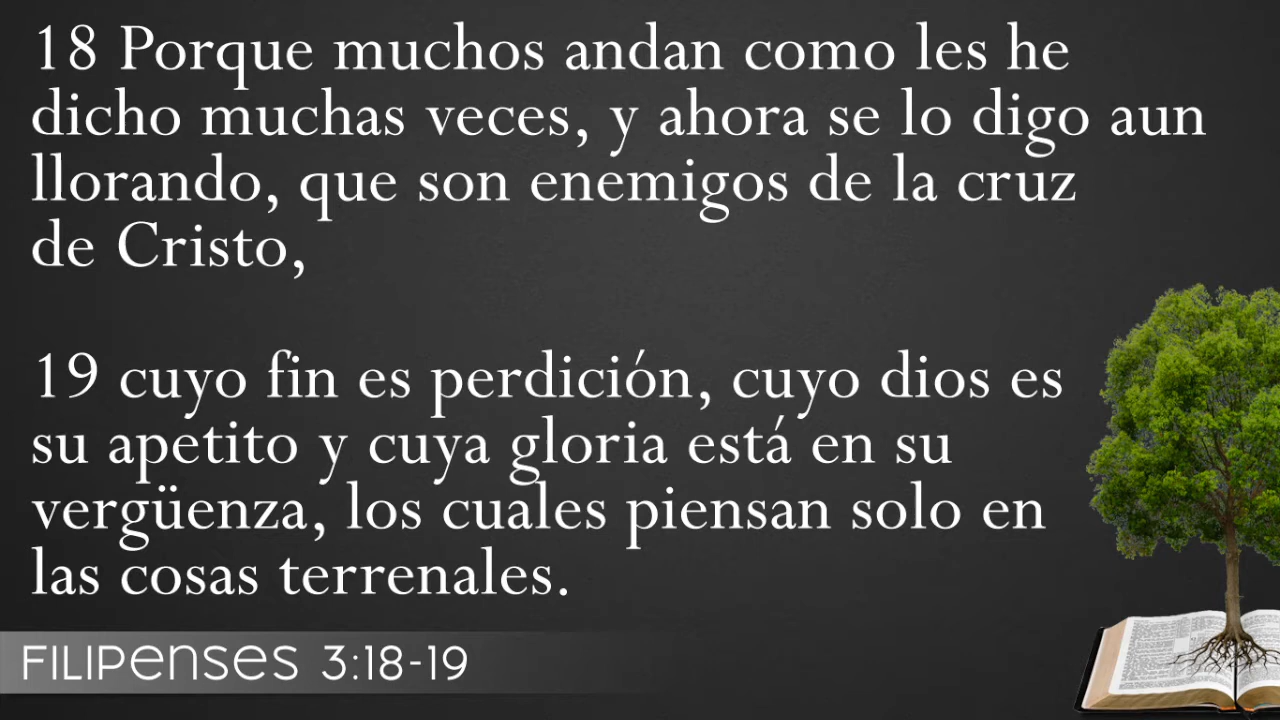 18 Porque muchos andan como les he
dicho muchas veces, y ahora se lo digo aun
llorando, que son enemigos de la cruz
de Cristo,
19 cuyo fin es perdición, cuyo dios es
su apetito y cuya gloria está en su
vergüenza, los cuales piensan solo en
las cosas terrenales.
FILIPenses 3:18-19